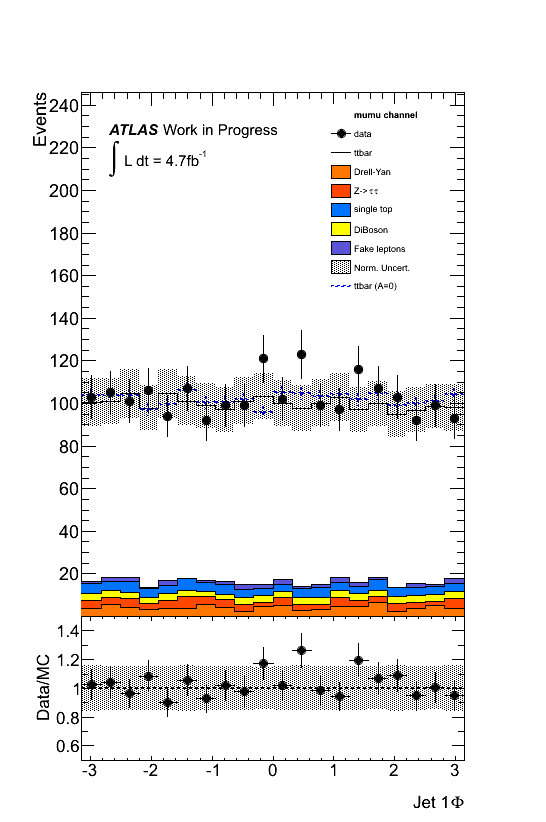 Events
240
220
200
180
160
140
120
100
80
60
40
20
ATLAS Work in Progress
∫ L dt = 4.7fb⁻¹
mumu channel
data
ttbar
Drell-Yan
Z->ττ
single top
DiBoson
Fake leptons
Norm. Uncert.
ttbar (A=0)
Data/MC
1.4
1.2
1
0.8
0.6
-3 -2 -1 0 1 2 3
Jet 1Φ